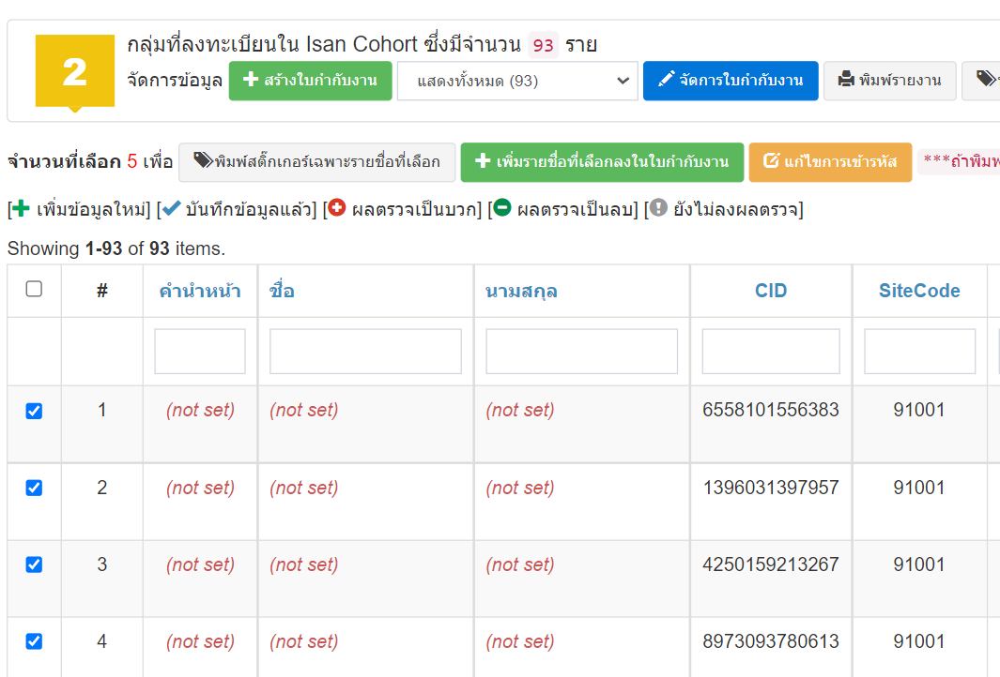 2
กลุ่มที่ลงทะเบียนใน Isan Cohort ซึ่งมีจำนวน 93 ราย
จัดการข้อมูล สร้างใบกำกับงาน แสดงทั้งหมด (93) จัดการใบกำกับงาน พิมพ์รายงาน
จำนวนที่เลือก 5 เพื่อ พิมพ์สติ๊กเกอร์เฉพาะรายชื่อที่เลือก เพิ่มรายชื่อที่เลือกลงในใบกำกับงาน แก้ไขการเข้ารหัส ***ถ้าพิมพ
[ เพิ่มข้อมูลใหม่] [ บันทึกข้อมูลแล้ว] [ ผลตรวจเป็นบวก] [ ผลตรวจเป็นลบ] [ ยังไม่ลงผลตรวจ]
Showing 1-93 of 93 items.
# คำนำหน้า ชื่อ นามสกุล CID SiteCode
1 (not set) (not set) (not set) 6558101556383 91001
2 (not set) (not set) (not set) 1396031397957 91001
3 (not set) (not set) (not set) 4250159213267 91001
4 (not set) (not set) (not set) 8973093780613 91001